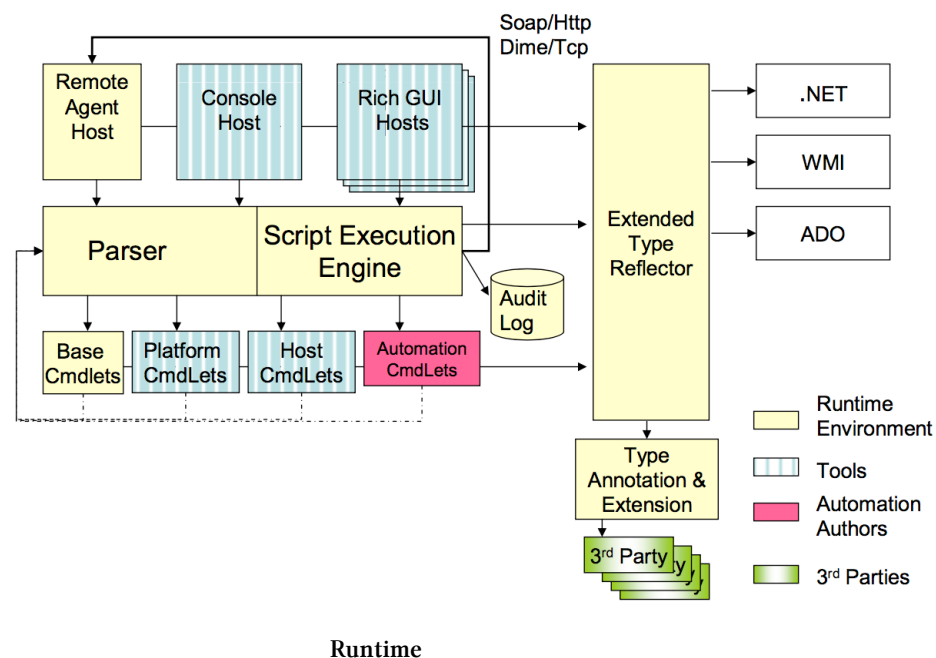 Soap/Http
Dime/Tcp
Remote
Agent
Host
Console
Host
Rich GUI
Hosts
.NET
WMI
ADO
Extended
Type
Reflector
Parser
Script Execution
Engine
Audit
Log
Base
Cmdlets
Platform
CmdLets
Host
CmdLets
Automation
CmdLets
Type
Annotation &
Extension
3rd Party
y
y
y
Runtime
Environment
Tools
Automation
Authors
3rd Parties
Runtime